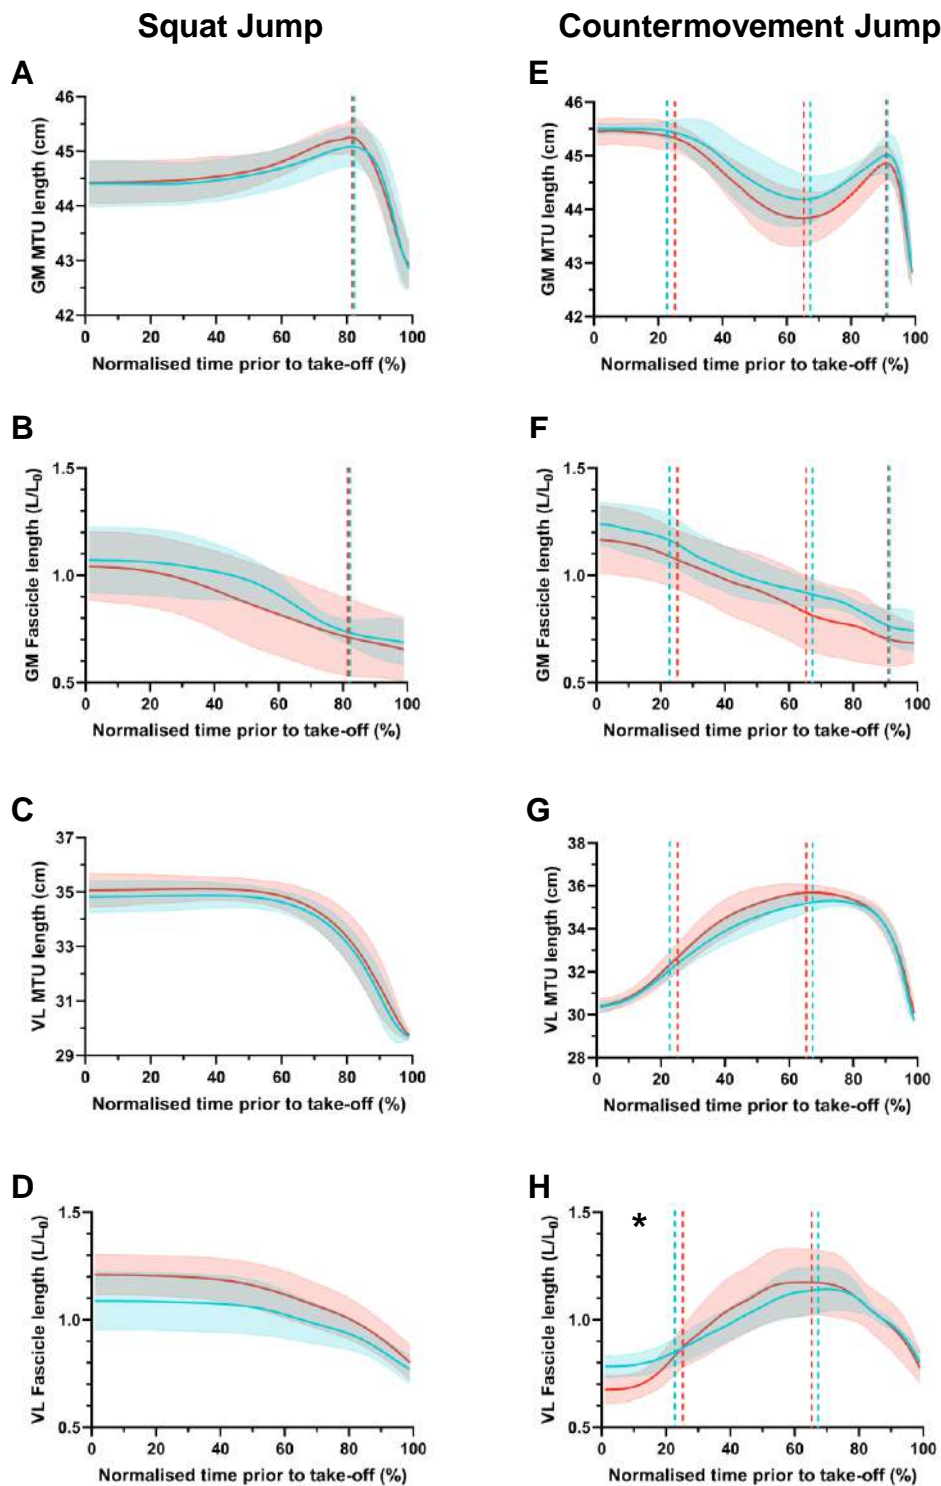 Squat Jump
Countermovement Jump
A
46
45
44
43
42
GM MTU length (cm)
0 20 40 60 80 100
Normalised time prior to take-off (%)
E
46
45
44
43
42
GM MTU length (cm)
0 20 40 60 80 100
Normalised time prior to take-off (%)
B
1.5
1.0
0.5
GM Fascicle length (L/L₀)
0 20 40 60 80 100
Normalised time prior to take-off (%)
F
1.5
1.0
0.5
GM Fascicle length (L/L₀)
0 20 40 60 80 100
Normalised time prior to take-off (%)
C
37
35
33
31
29
VL MTU length (cm)
0 20 40 60 80 100
Normalised time prior to take-off (%)
G
38
36
34
32
30
28
VL MTU length (cm)
0 20 40 60 80 100
Normalised time prior to take-off (%)
D
1.5
1.0
0.5
VL Fascicle length (L/L₀)
0 20 40 60 80 100
Normalised time prior to take-off (%)
H
*
1.5
1.0
0.5
VL Fascicle length (L/L₀)
0 20 40 60 80 100
Normalised time prior to take-off (%)